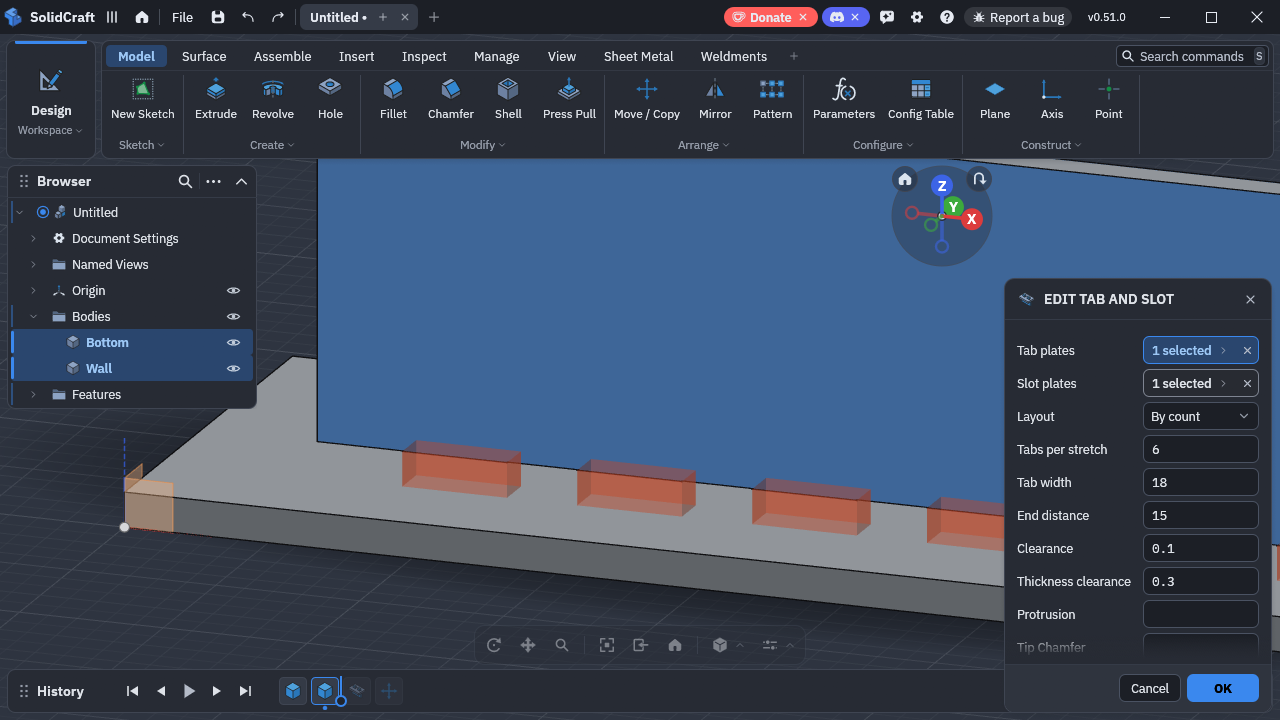 SolidCraft
File
Untitled •
Donate
Report a bug
v0.51.0
Design
Workspace
Model
Surface
Assemble
Insert
Inspect
Manage
View
Sheet Metal
Weldments
Search commands
S
New Sketch
Extrude
Revolve
Hole
Fillet
Chamfer
Shell
Press Pull
Move / Copy
Mirror
Pattern
Parameters
Config Table
Plane
Axis
Point
Sketch
Create
Modify
Arrange
Configure
Construct
Browser
Untitled
Document Settings
Named Views
Origin
Bodies
Bottom
Wall
Features
Z
Y
X
EDIT TAB AND SLOT
Tab plates
1 selected
Slot plates
1 selected
Layout
By count
Tabs per stretch
6
Tab width
18
End distance
15
Clearance
0.1
Thickness clearance
0.3
Protrusion
Tip Chamfer
Cancel
OK
History